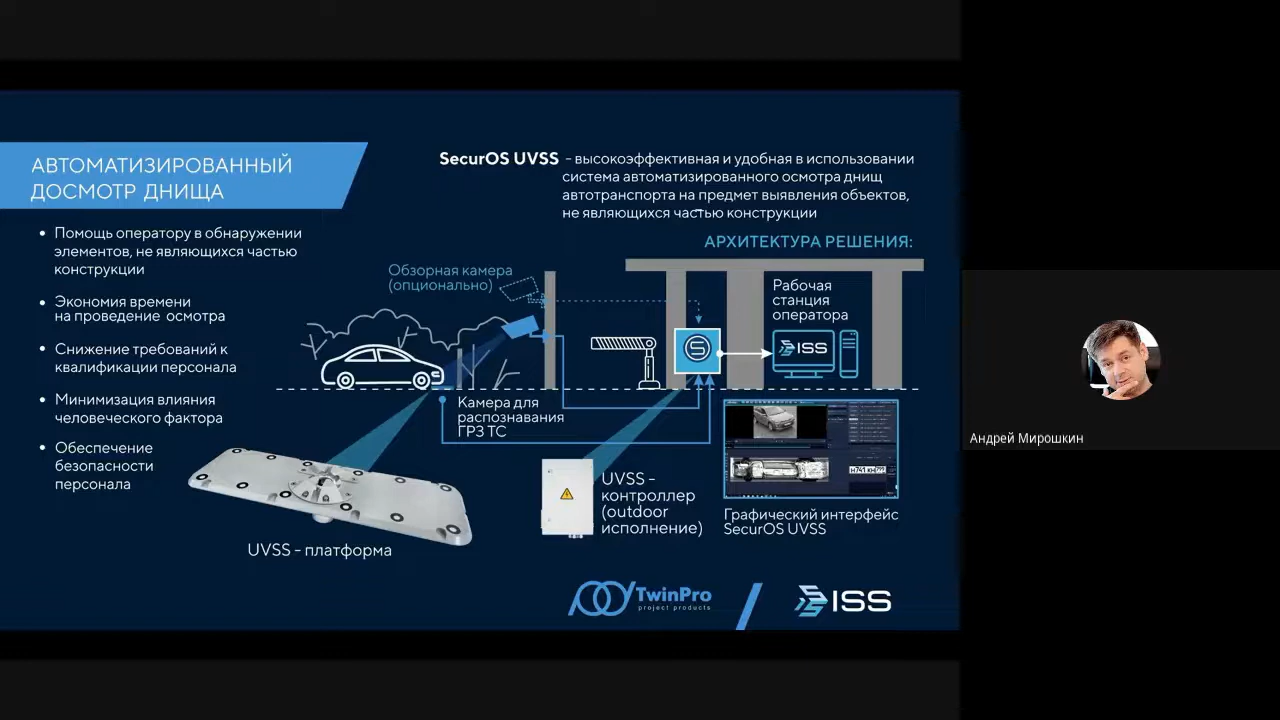 АВТОМАТИЗИРОВАННЫЙ
ДОСМОТР ДНИЩА
• Помощь оператору в обнаружении
элементов, не являющихся частью
конструкции
• Экономия времени
на проведение осмотра
• Снижение требований к
квалификации персонала
• Минимизация влияния
человеческого фактора
• Обеспечение
безопасности
персонала
SecurOS UVSS - высокоэффективная и удобная в использовании
система автоматизированного осмотра днищ
автотранспорта на предмет выявления объектов,
не являющихся частью конструкции
АРХИТЕКТУРА РЕШЕНИЯ:
Обзорная камера
(опционально)
Рабочая
станция
оператора
ISS
Камера для
распознавания
ГРЗ ТС
UVSS -
контроллер
(outdoor
исполнение)
Графический интерфейс
SecurOS UVSS
UVSS - платформа
TwinPro
project products
ISS
Андрей Мирошкин